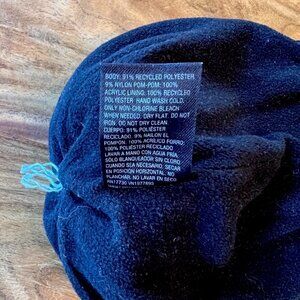 BODY: 91% RECYCLED POLYESTER
9% NYLON POM-POM: 100%
ACRYLIC LINING: 100% RECYCLED
POLYESTER HAND WASH COLD,
ONLY NON-CHLORINE BLEACH
WHEN NEEDED. DRY FLAT. DO NOT
IRON. DO NOT DRY CLEAN
CUERPO: 91% POLIÉSTER
RECICLADO, 9% NAILON EL
POMPÓN: 100% ACRÍLICO FORRO:
100% POLIÉSTER RECICLADO
LAVAR A MANO CON AGUA FRÍA,
SOLO BLANQUEADOR SIN CLORO
CUANDO SEA NECESARIO, SECAR
EN POSICIÓN HORIZONTAL. NO
PLANCHAR. NO LAVAR EN SECO